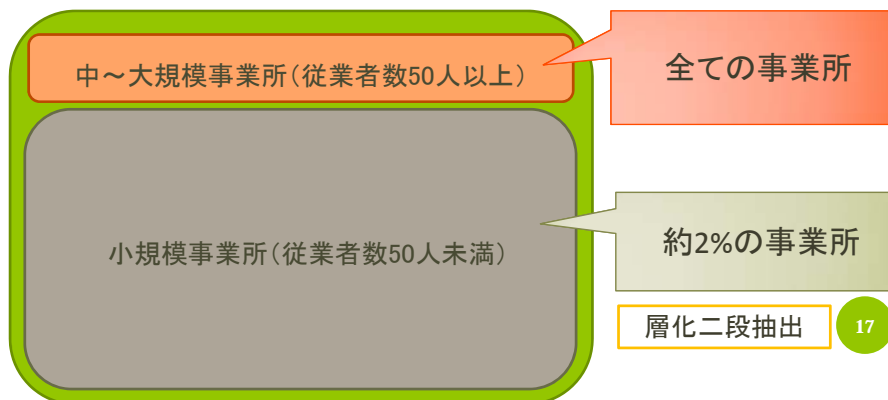 中～大規模事業所（従業者数50人以上）
全ての事業所
小規模事業所（従業者数50人未満）
約2%の事業所
層化二段抽出
17